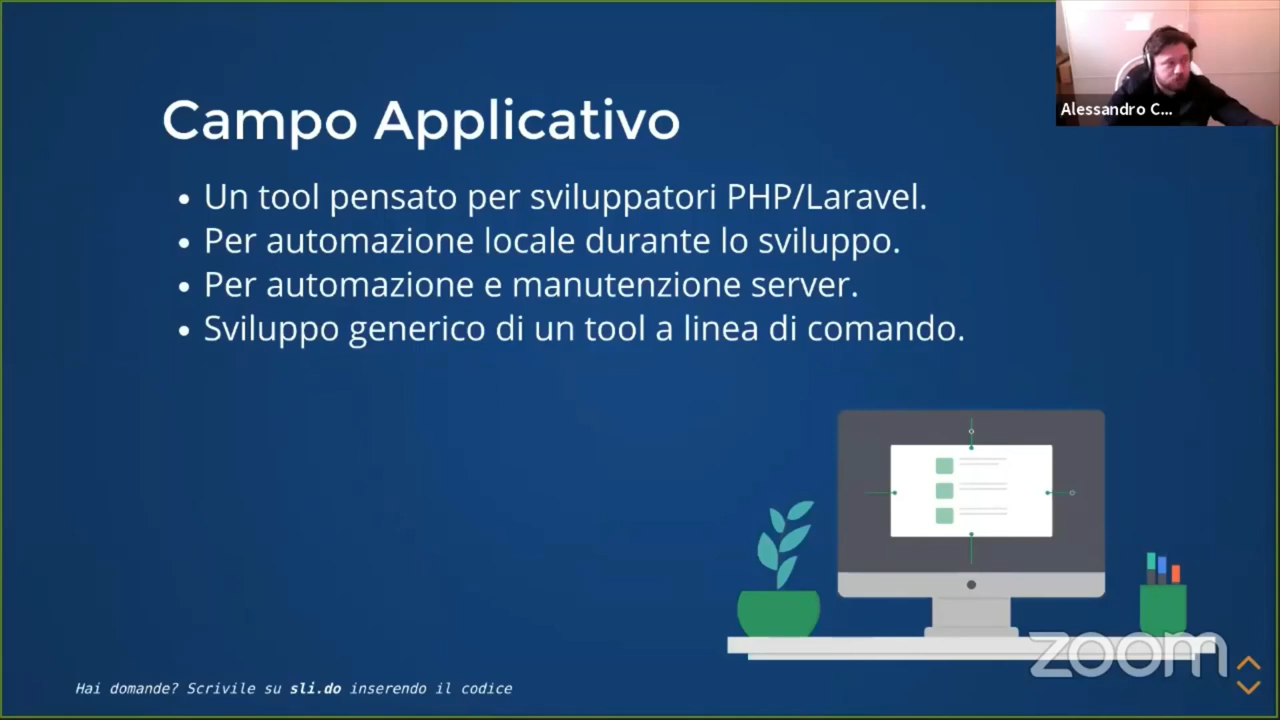 Campo Applicativo
Un tool pensato per sviluppatori PHP/Laravel.
Per automazione locale durante lo sviluppo.
Per automazione e manutenzione server.
Sviluppo generico di un tool a linea di comando.
Alessandro C...
Hai domande? Scrivile su sli.do inserendo il codice
zoom